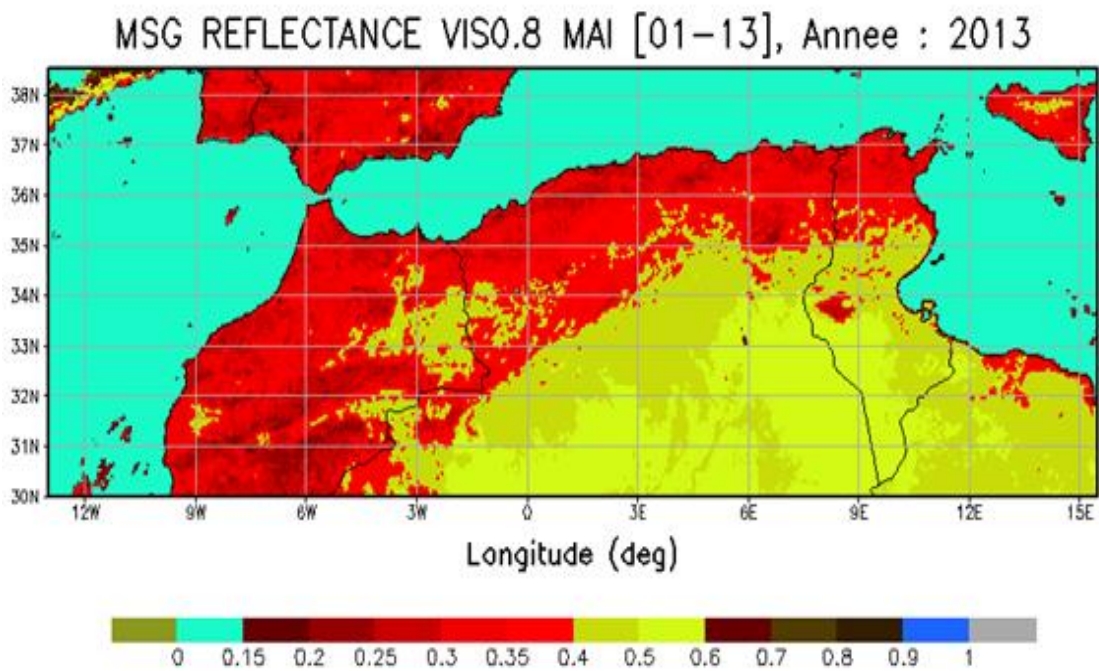 MSG REFLECTANCE VIS0.8 MAI [01-13], Annee : 2013
38N
37N
36N
35N
34N
33N
32N
31N
30N
12W 9W 6W 3W 0 3E 6E 9E 12E 15E
Longitude (deg)
0 0.15 0.2 0.25 0.3 0.35 0.4 0.5 0.6 0.7 0.8 0.9 1